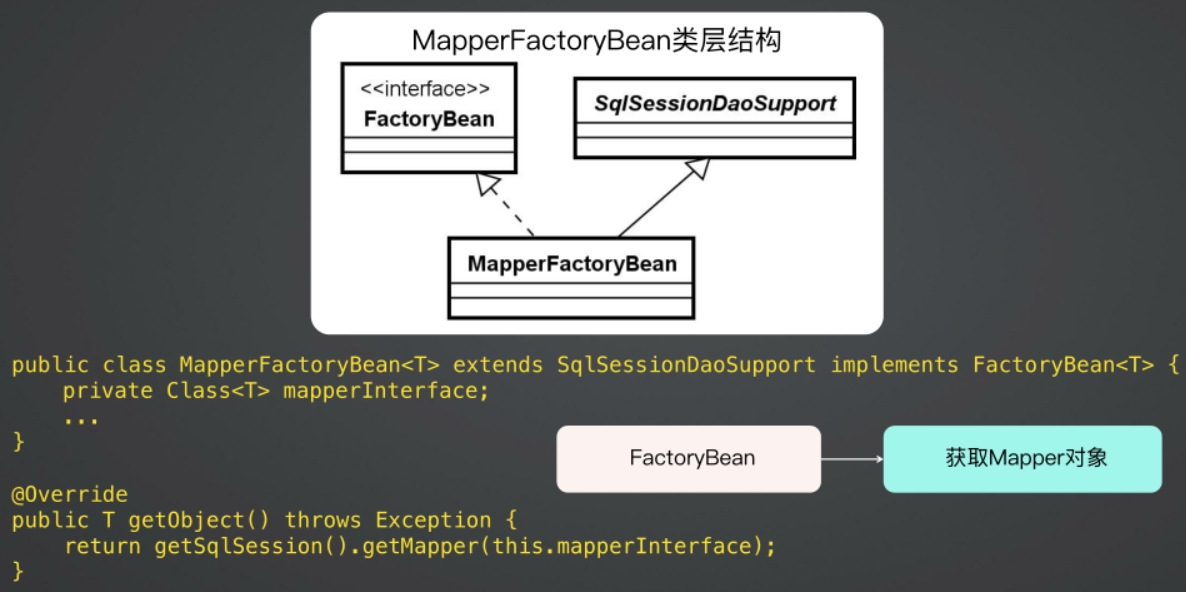 MapperFactoryBean类层结构
<<interface>>
FactoryBean
SqlSessionDaoSupport
MapperFactoryBean
public class MapperFactoryBean<T> extends SqlSessionDaoSupport implements FactoryBean<T> {
    private Class<T> mapperInterface;
    ...
}
FactoryBean
获取Mapper对象
@Override
public T getObject() throws Exception {
    return getSqlSession().getMapper(this.mapperInterface);
}